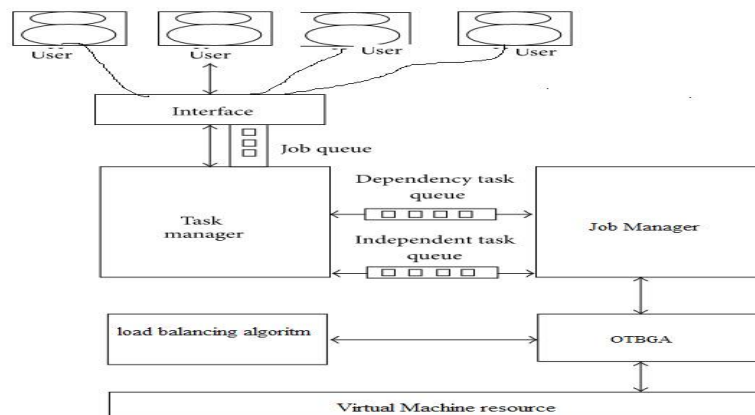 User
User
User
User
Interface
Job queue
Dependency task
queue
Task
manager
Job Manager
Independent task
queue
load balancing algoritm
OTBGA
Virtual Machine resource